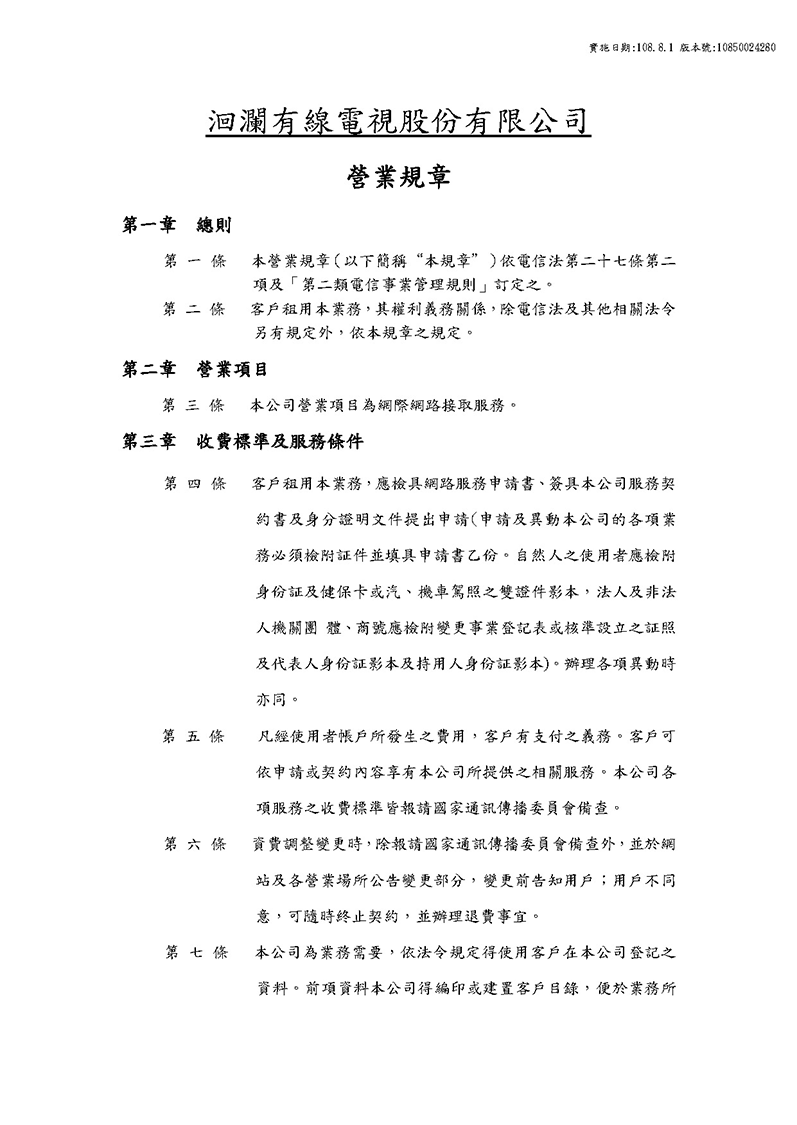 實施日期:108.8.1 版本號:10850024280
洄瀾有線電視股份有限公司
營業規章
第一章　總則
第 一 條　本營業規章(以下簡稱“本規章”)依電信法第二十七條第二
項及「第二類電信事業管理規則」訂定之。
第 二 條　客戶租用本業務，其權利義務關係，除電信法及其他相關法令
另有規定外，依本規章之規定。
第二章　營業項目
第 三 條　本公司營業項目為網際網路接取服務。
第三章　收費標準及服務條件
第 四 條　客戶租用本業務，應檢具網路服務申請書、簽具本公司服務契
約書及身分證明文件提出申請(申請及異動本公司的各項業
務必須檢附証件並填具申請書乙份。自然人之使用者應檢附
身份証及健保卡或汽、機車駕照之雙證件影本，法人及非法
人機關團 體、商號應檢附變更事業登記表或核準設立之証照
及代表人身份証影本及持用人身份証影本)。辦理各項異動時
亦同。
第 五 條　凡經使用者帳戶所發生之費用，客戶有支付之義務。客戶可
依申請或契約內容享有本公司所提供之相關服務。本公司各
項服務之收費標準皆報請國家通訊傳播委員會備查。
第 六 條　資費調整變更時，除報請國家通訊傳播委員會備查外，並於網
站及各營業場所公告變更部分，變更前告知用戶；用戶不同
意，可隨時終止契約，並辦理退費事宜。
第 七 條　本公司為業務需要，依法令規定得使用客戶在本公司登記之
資料。前項資料本公司得編印或建置客戶目錄，便於業務所